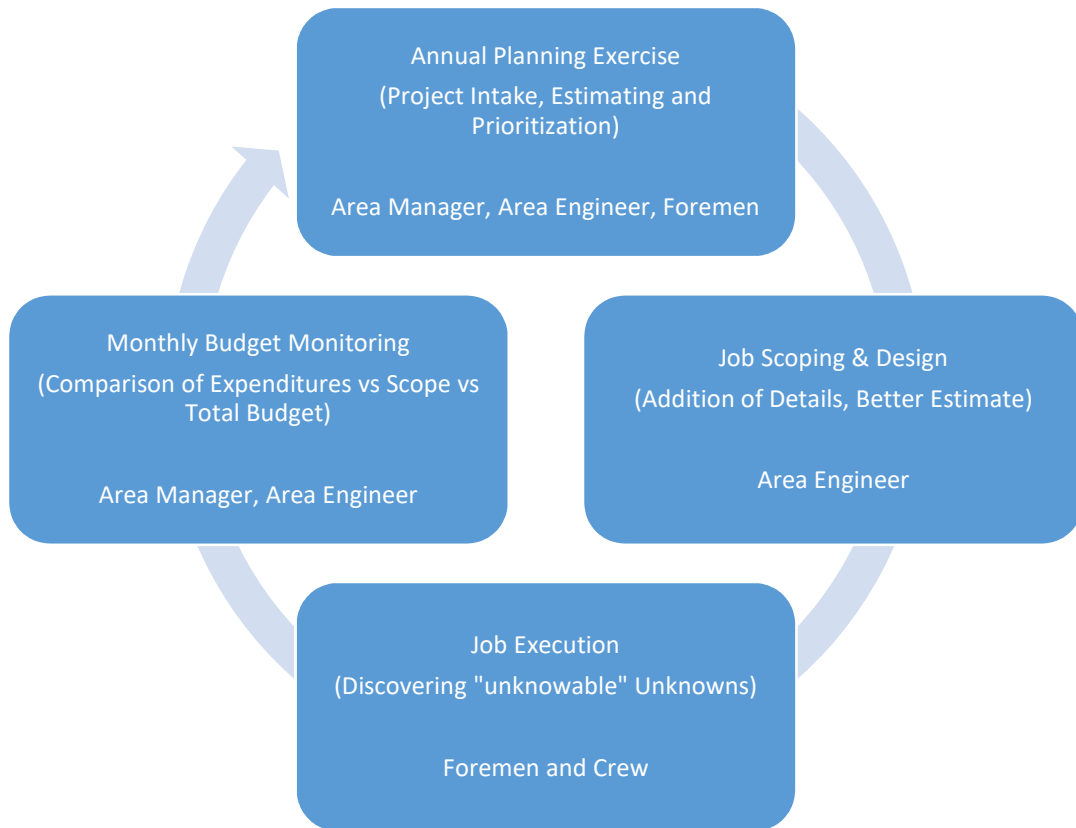 Annual Planning Exercise
(Project Intake, Estimating and
Prioritization)
Area Manager, Area Engineer, Foremen
Job Scoping & Design
(Addition of Details, Better Estimate)
Area Engineer
Job Execution
(Discovering "unknowable" Unknowns)
Foremen and Crew
Monthly Budget Monitoring
(Comparison of Expenditures vs Scope vs
Total Budget)
Area Manager, Area Engineer